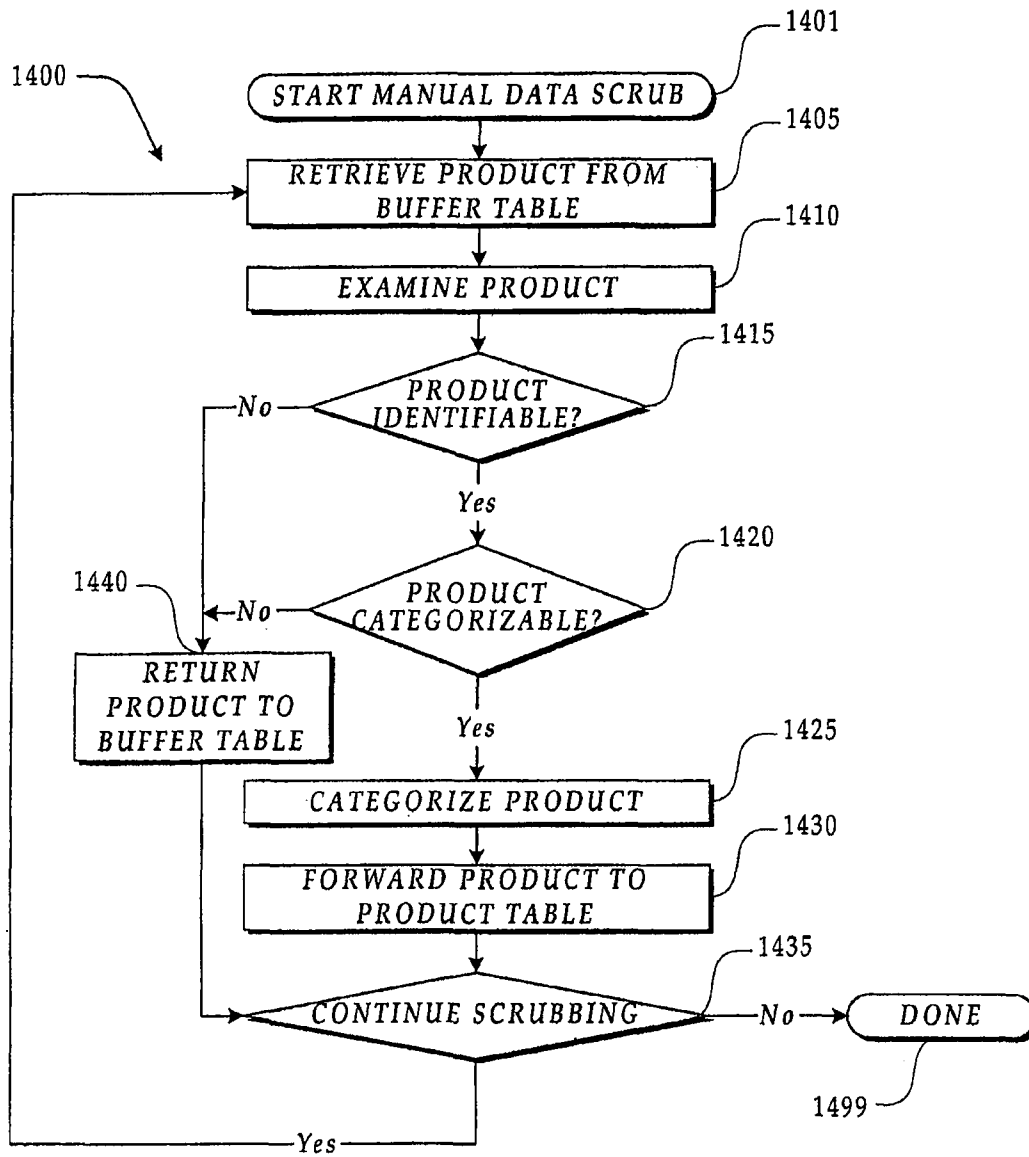 1401
1400
START MANUAL DATA SCRUB
1405
RETRIEVE PRODUCT FROM
BUFFER TABLE
1410
EXAMINE PRODUCT
1415
PRODUCT
IDENTIFIABLE?
No
Yes
1420
PRODUCT
CATEGORIZABLE?
No
1440
RETURN
PRODUCT TO
BUFFER TABLE
Yes
1425
CATEGORIZE PRODUCT
1430
FORWARD PRODUCT TO
PRODUCT TABLE
1435
CONTINUE SCRUBBING
No
DONE
1499
Yes